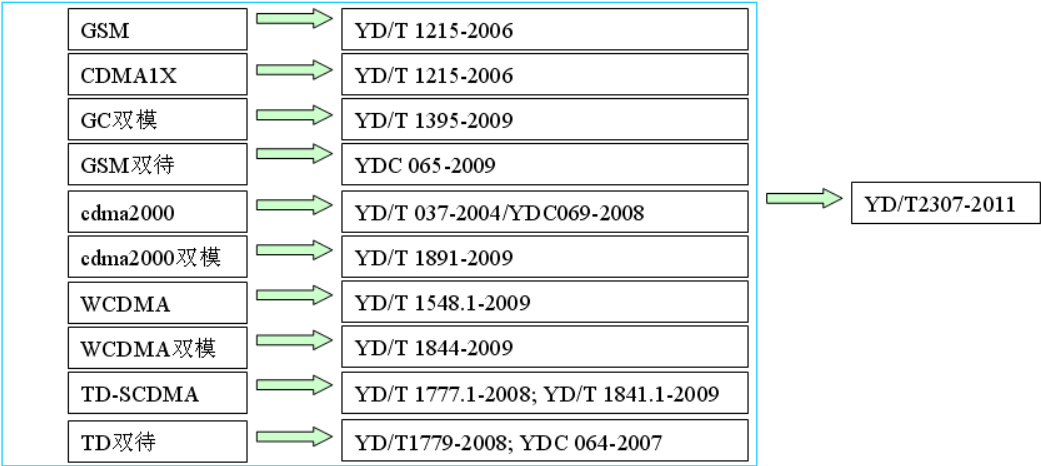 GSM YD/T 1215-2006
CDMA1X YD/T 1215-2006
GC双模 YD/T 1395-2009
GSM双待 YDC 065-2009
cdma2000 YD/T 037-2004/YDC069-2008
cdma2000双模 YD/T 1891-2009
WCDMA YD/T 1548.1-2009
WCDMA双模 YD/T 1844-2009
TD-SCDMA YD/T 1777.1-2008; YD/T 1841.1-2009
TD双待 YD/T1779-2008; YDC 064-2007
YD/T2307-2011